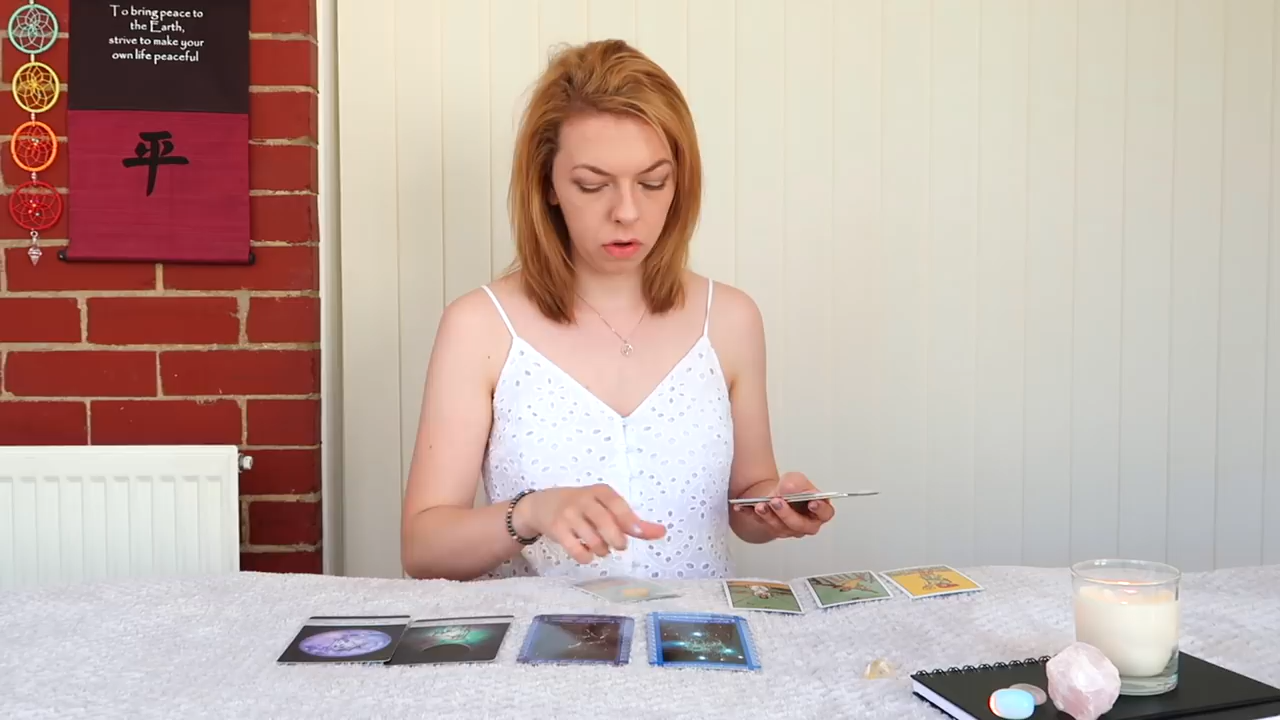 To bring peace to
the Earth,
strive to make your
own life peaceful
平